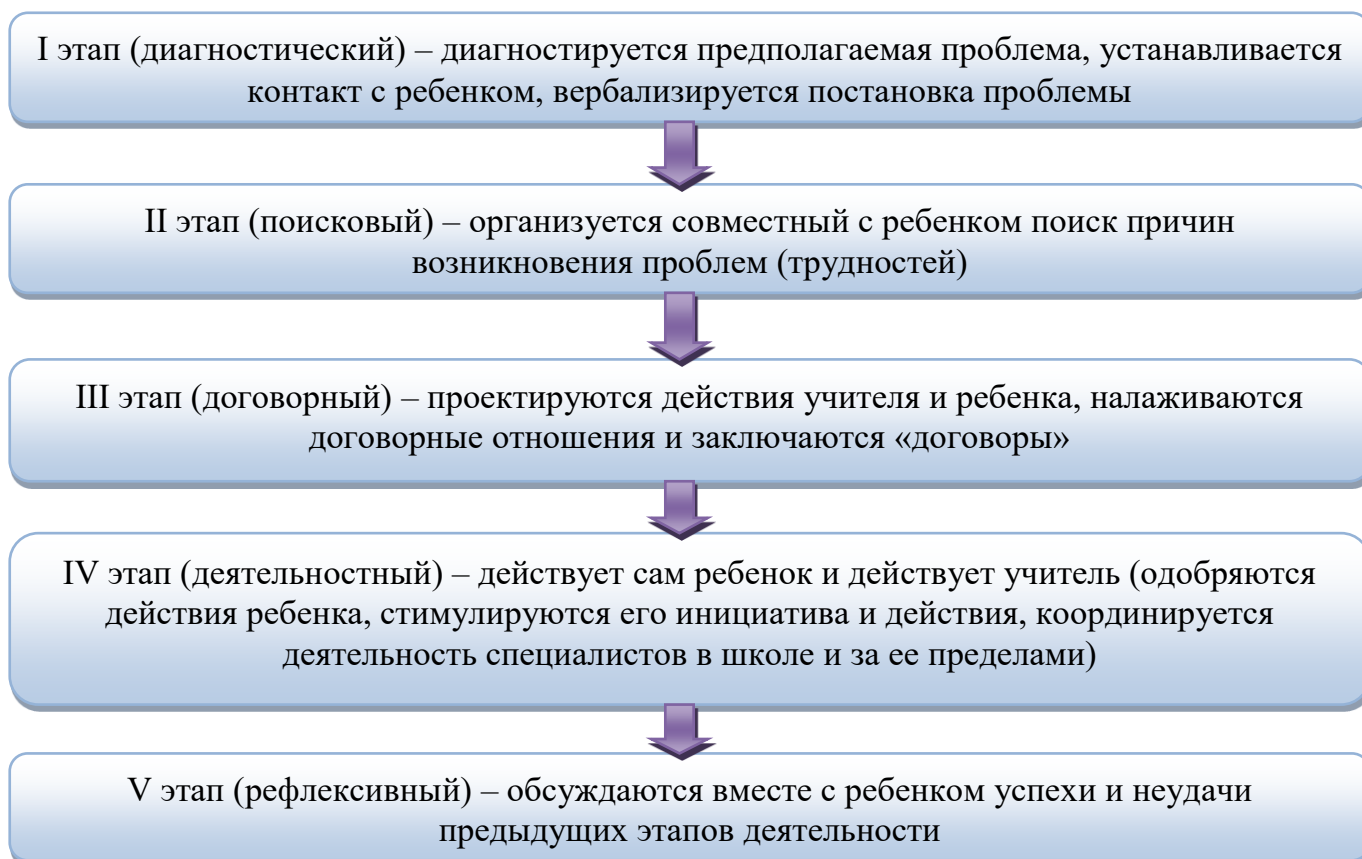 I этап (диагностический) – диагностируется предполагаемая проблема, устанавливается
контакт с ребенком, вербализируется постановка проблемы
II этап (поисковый) – организуется совместный с ребенком поиск причин
возникновения проблем (трудностей)
III этап (договорный) – проектируются действия учителя и ребенка, налаживаются
договорные отношения и заключаются «договоры»
IV этап (деятельностный) – действует сам ребенок и действует учитель (одобряются
действия ребенка, стимулируются его инициатива и действия, координируется
деятельность специалистов в школе и за ее пределами)
V этап (рефлексивный) – обсуждаются вместе с ребенком успехи и неудачи
предыдущих этапов деятельности